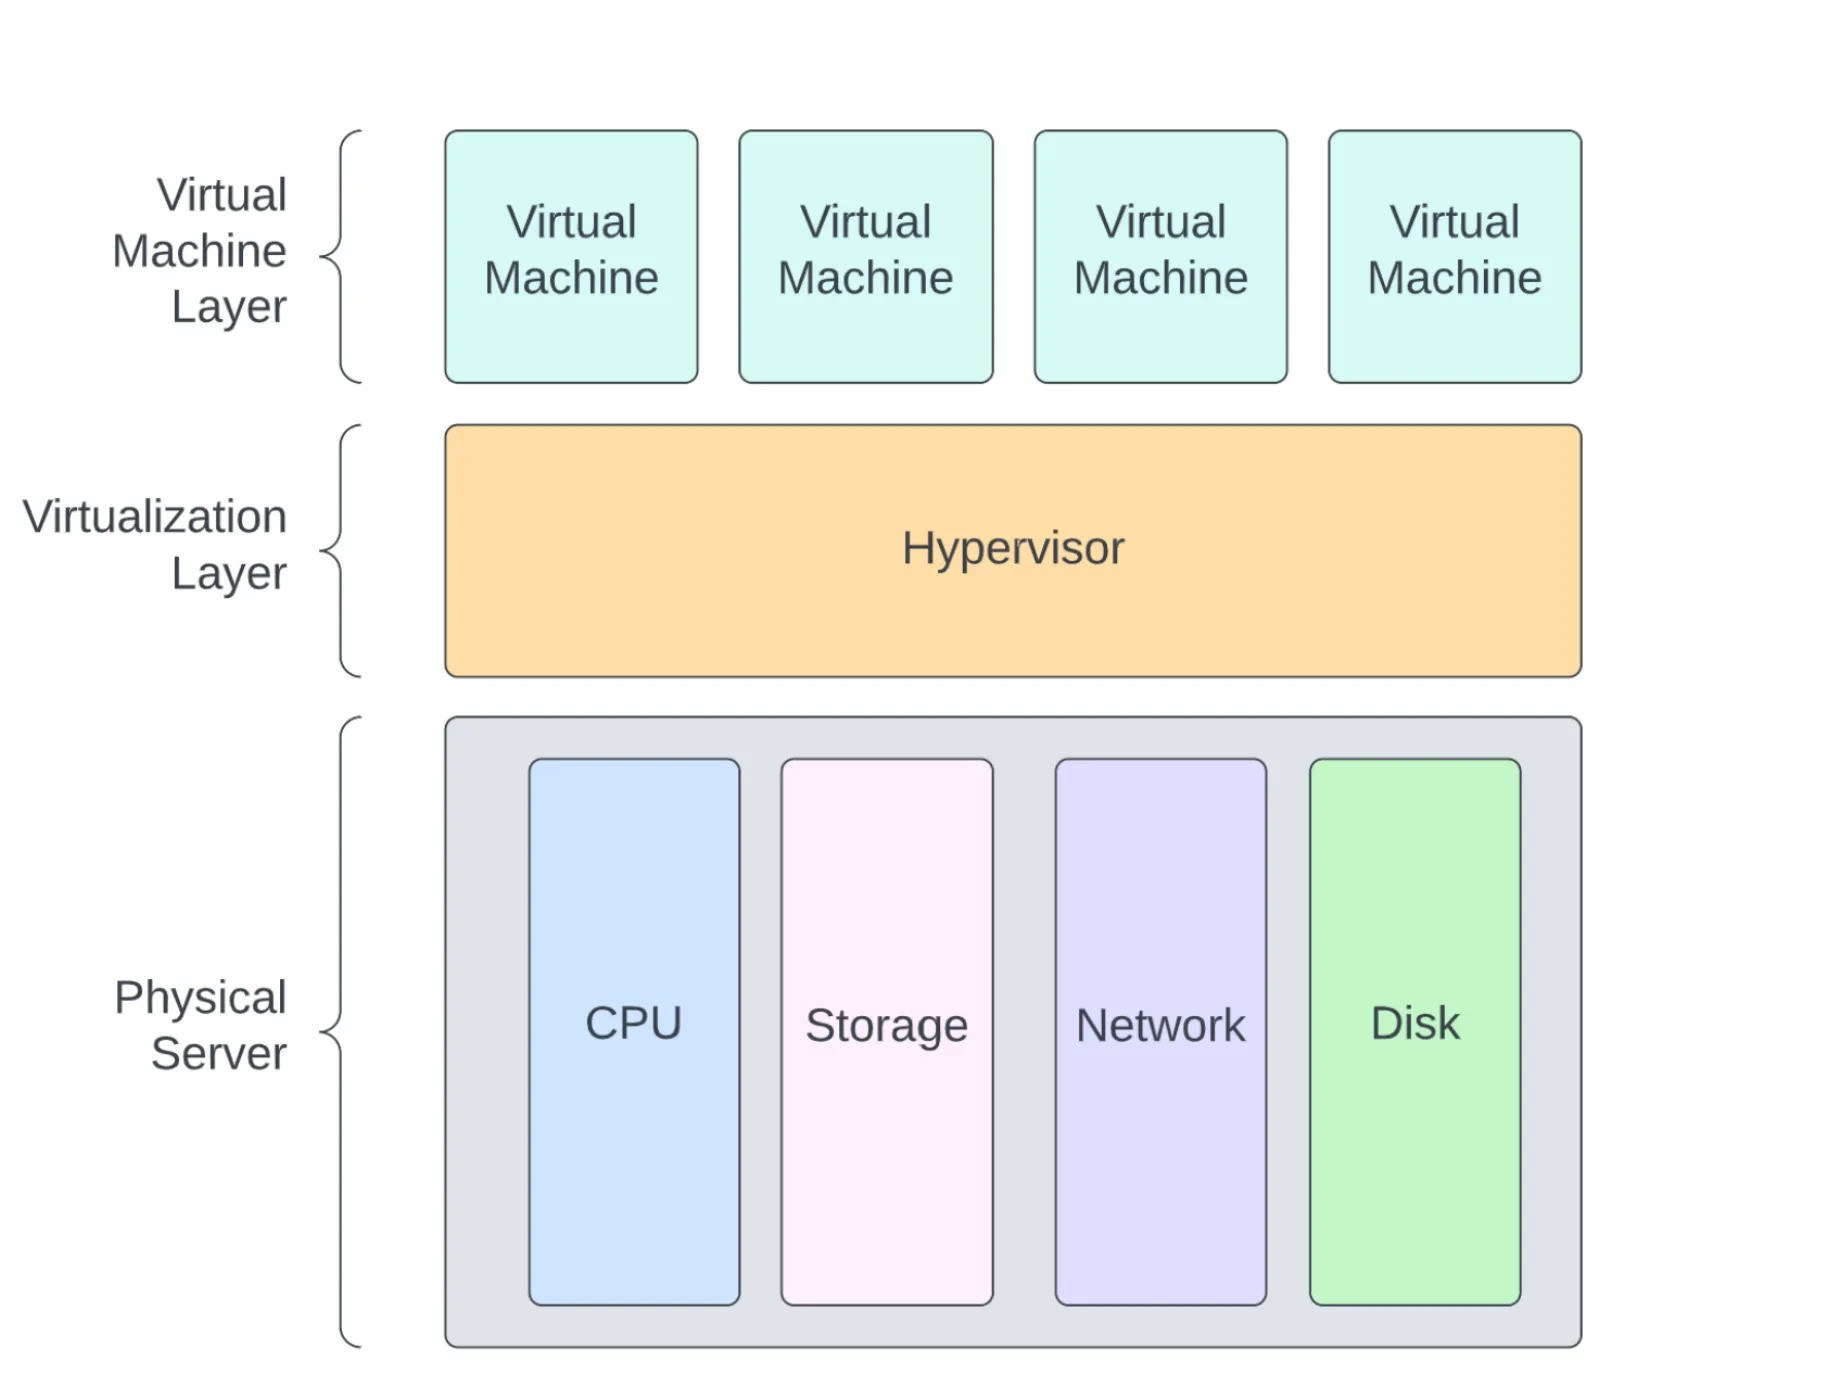 Virtual
Machine
Layer
Virtual
Machine
Virtual
Machine
Virtual
Machine
Virtual
Machine
Virtualization
Layer
Hypervisor
Physical
Server
CPU
Storage
Network
Disk